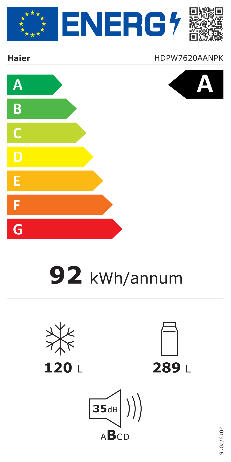 ENERG
Haier HDPW7620AANPK
A A
B
C
D
E
F
G
92 kWh/annum
120 L 289 L
35dB
ABCD